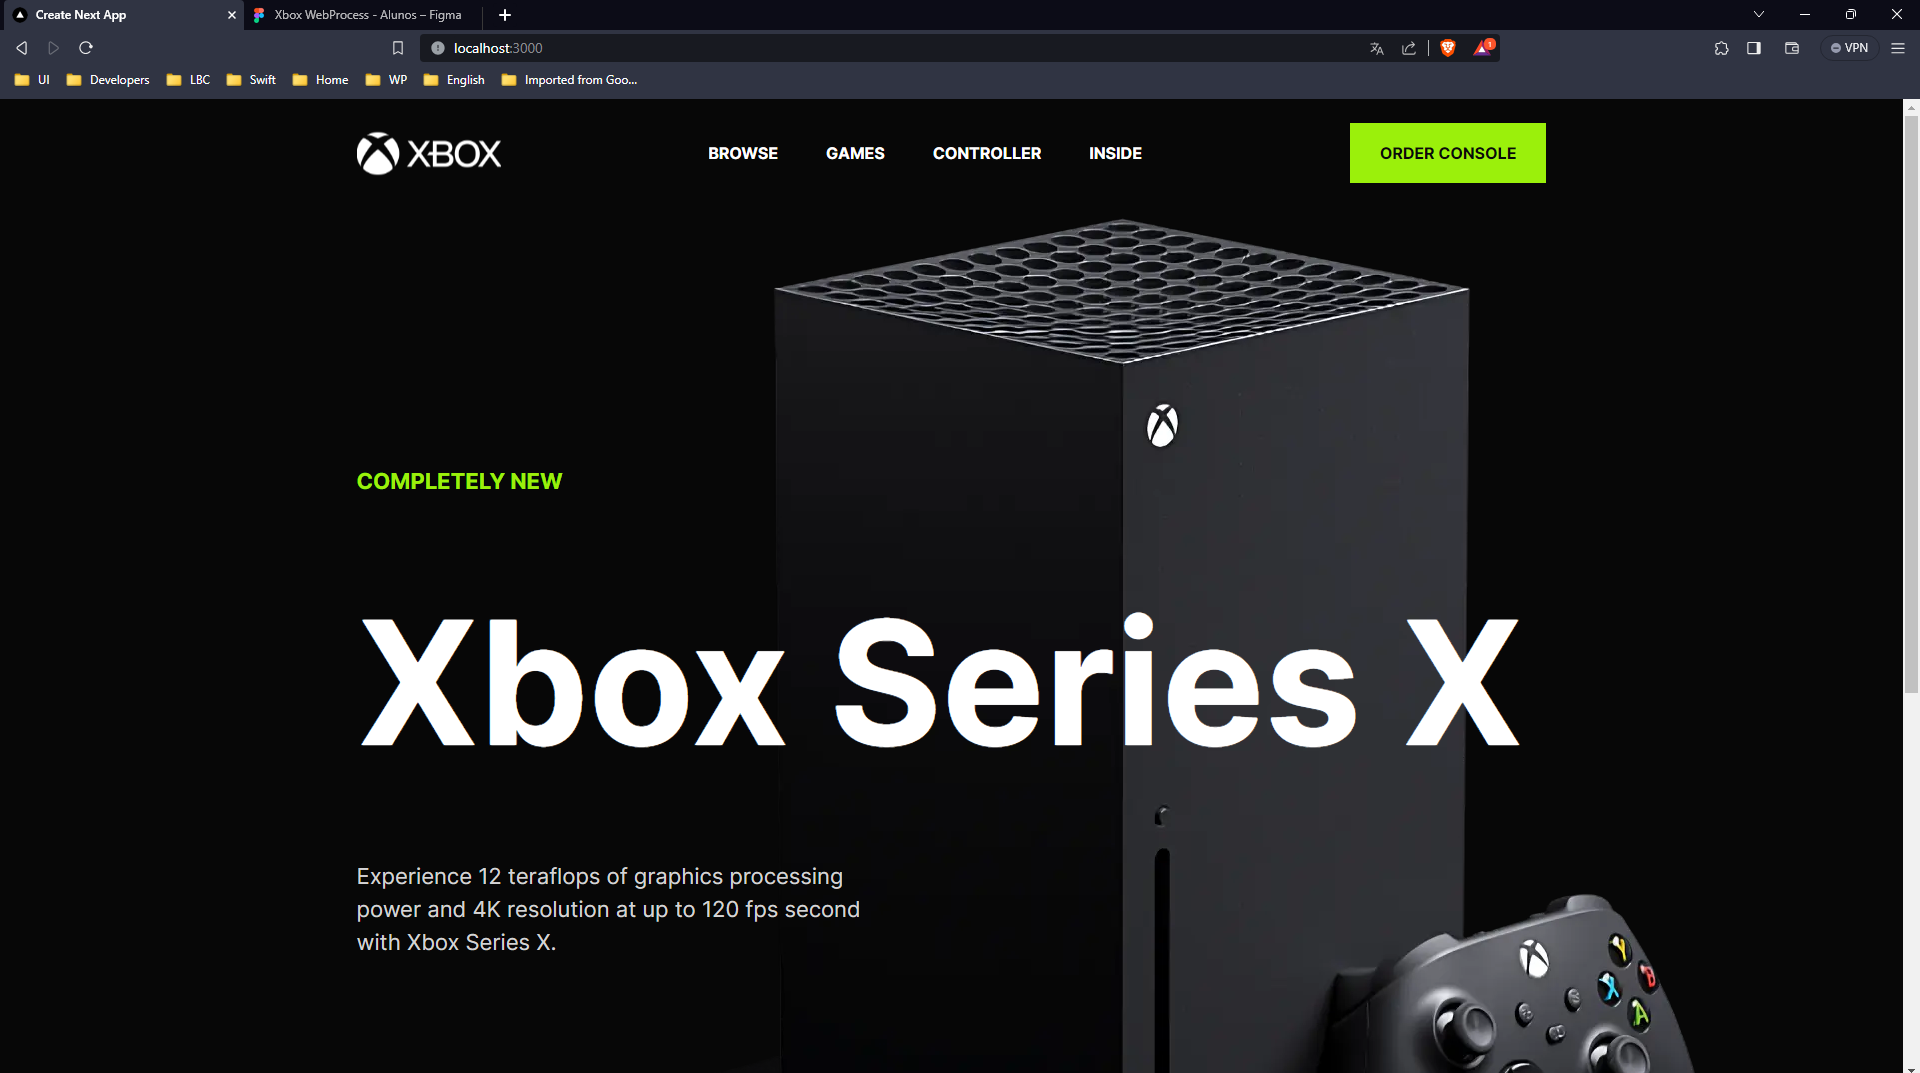 Create Next App
Xbox WebProcess - Alunos – Figma
localhost:3000
1
VPN
UI
Developers
LBC
Swift
Home
WP
English
Imported from Goo...
XBOX
BROWSE
GAMES
CONTROLLER
INSIDE
ORDER CONSOLE
COMPLETELY NEW
Xbox Series X
Experience 12 teraflops of graphics processing
power and 4K resolution at up to 120 fps second
with Xbox Series X.
Y
B
X
A